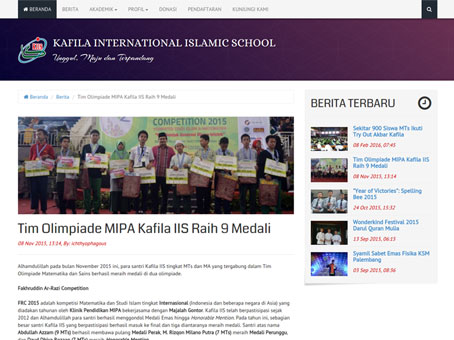 BERANDA BERITA AKADEMIK PROFIL DONASI PENDAFTARAN KUNJUNGI KAMI
KAFILA INTERNATIONAL ISLAMIC SCHOOL
Unggul, Maju dan Terpandang
Beranda / Berita / Tim Olimpiade MIPA Kafila IIS Raih 9 Medali
COMPETITION 2015
Tim Olimpiade MIPA Kafila IIS Raih 9 Medali
08 Nov 2015, 13:14, By: ichthyophagous
Alhamdulillah pada bulan November 2015 ini, para santri Kafila IIS tingkat MTs dan MA yang tergabung dalam Tim
Olimpiade Matematika dan Sains berhasil meraih medali di dua olimpiade.
Fakhruddin Ar-Razi Competition
FRC 2015 adalah kompetisi Matematika dan Studi Islam tingkat Internasional (Indonesia dan beberapa negara di Asia) yang
diadakan tahunan oleh Klinik Pendidikan MIPA bekerjasama dengan Majalah Gontor. Kafila IIS telah berpastisipasi sejak
2012 dan Alhamdulillah para santri berhasil menggondol Medali Emas hingga Honorable Mention. Pada tahun ini, sebagian
besar santri Kafila IIS yang berpastisipasi berhasil masuk ke final dan tiga diantaranya meraih medali. Santri atas nama
Abdullah Azzam (9 MTs) berhasil membawa pulang Medali Perak, M. Rizqon Milano Putra (7 MTs) meraih Medali Perunggu,
BERITA TERBARU
Sekitar 900 Siswa MTs Ikuti
Try Out Akbar Kafila
08 Feb 2016, 07:45
Tim Olimpiade MIPA Kafila IIS
Raih 9 Medali
08 Nov 2015, 13:14
"Year of Victories": Spelling
Bee 2015
24 Oct 2015, 15:32
Wonderkind Festival 2015
Darul Quran Mulia
13 Sep 2015, 06:15
Syamil Sabet Emas Fisika KSM
Palembang
03 Sep 2015, 08:56